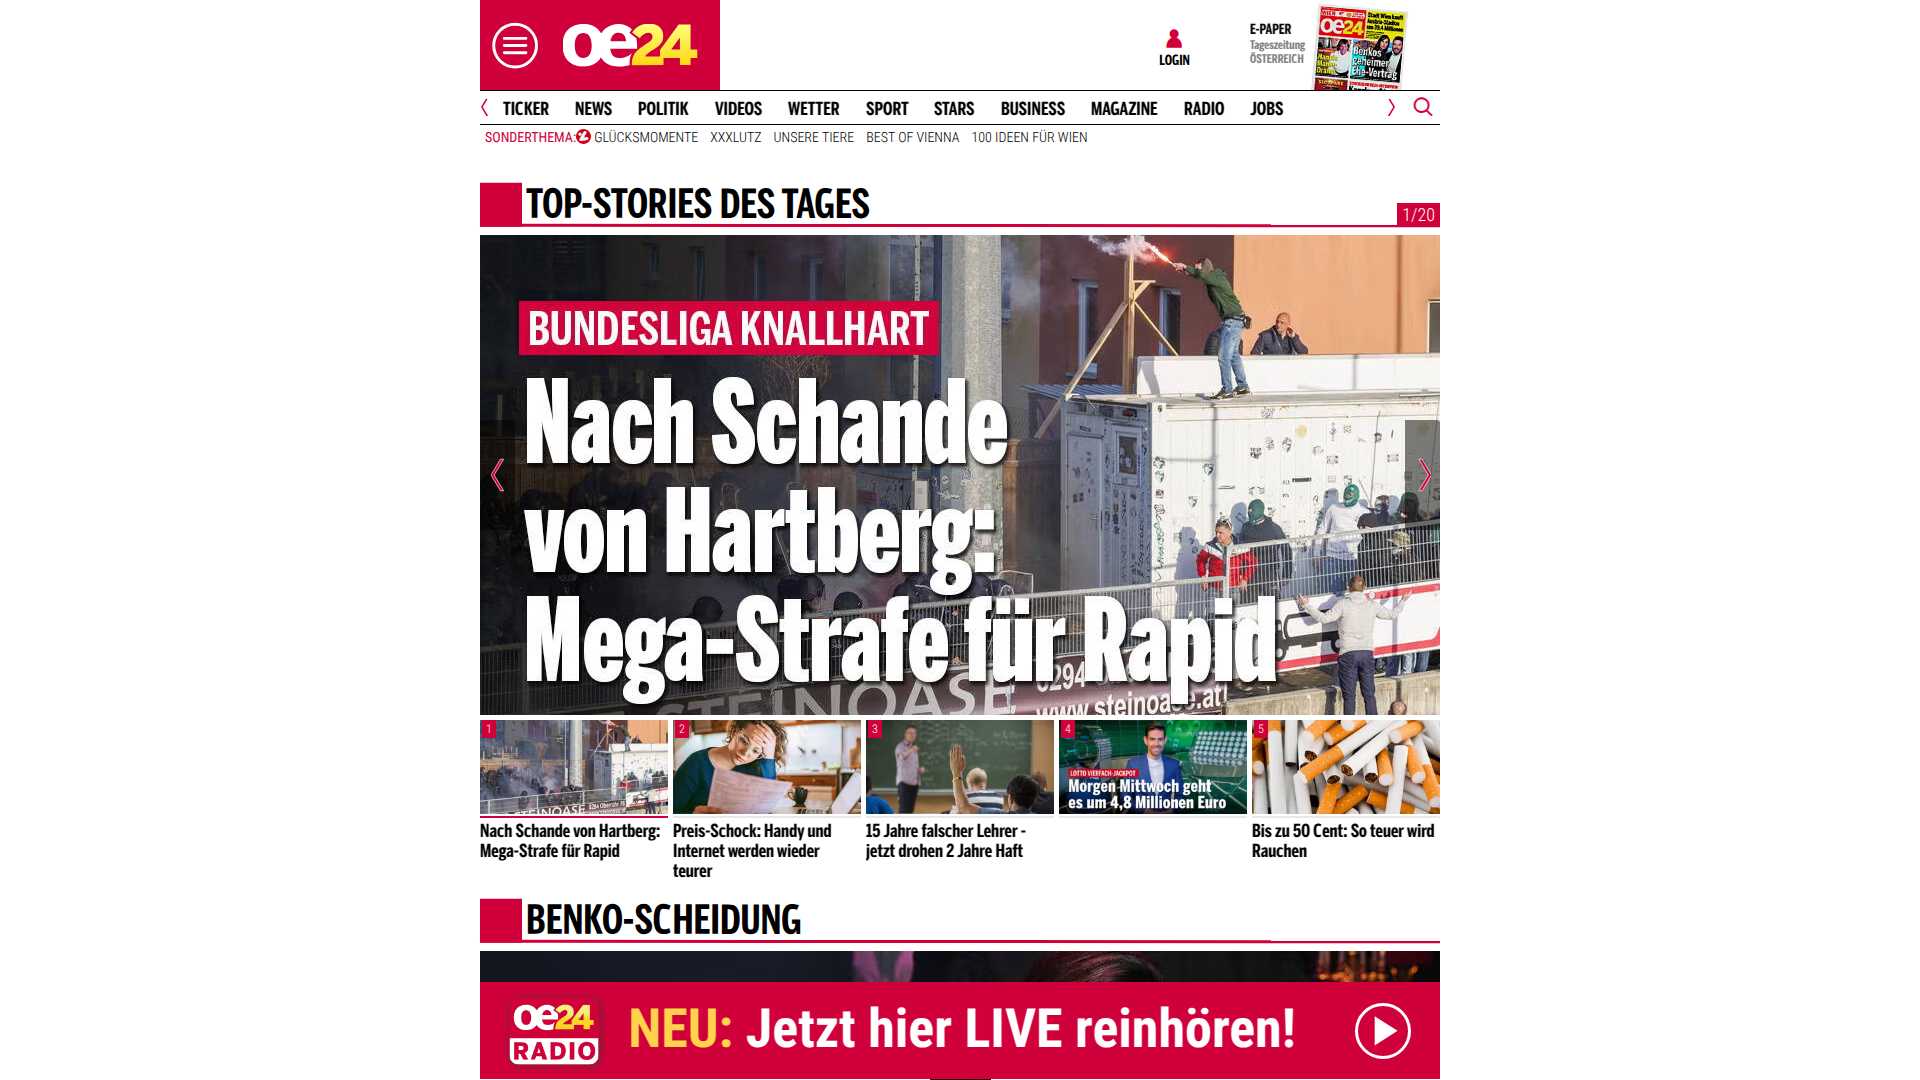 oe24
LOGIN
E-PAPER
Tageszeitung
ÖSTERREICH
oe24
Benkos
geheimer
Ehe-Vertrag
TICKER NEWS POLITIK VIDEOS WETTER SPORT STARS BUSINESS MAGAZINE RADIO JOBS
SONDERTHEMA: GLÜCKSMOMENTE XXXLUTZ UNSERE TIERE BEST OF VIENNA 100 IDEEN FÜR WIEN
TOP-STORIES DES TAGES
1/20
BUNDESLIGA KNALLHART
Nach Schande
von Hartberg:
Mega-Strafe für Rapid
STEINOASE
www.steinoase.at
1
2
3
4
5
STEINOASE
LOTTO VIERFACH-JACKPOT
Morgen Mittwoch geht
es um 4,8 Millionen Euro
Nach Schande von Hartberg:
Mega-Strafe für Rapid
Preis-Schock: Handy und
Internet werden wieder
teurer
15 Jahre falscher Lehrer -
jetzt drohen 2 Jahre Haft
Bis zu 50 Cent: So teuer wird
Rauchen
BENKO-SCHEIDUNG
oe24
RADIO
NEU: Jetzt hier LIVE reinhören!